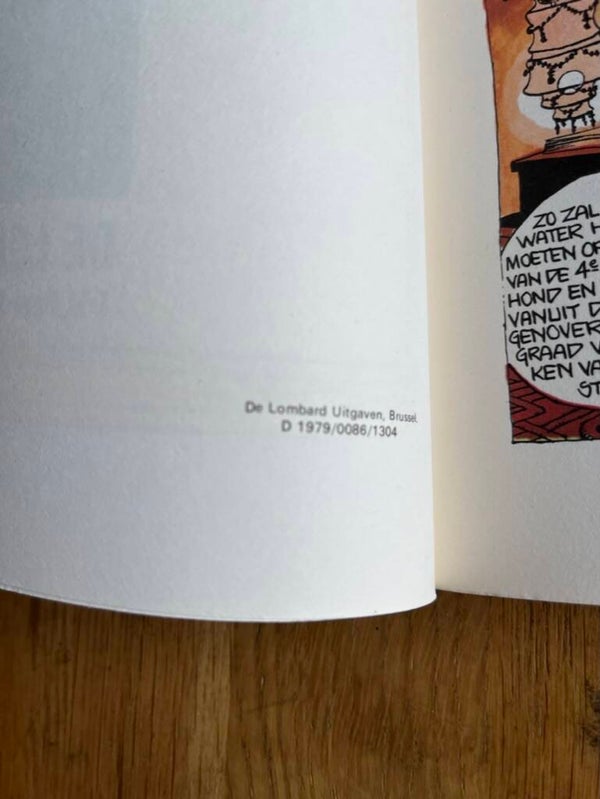 De Lombard Uitgaven, Brussel.
D 1979/0086/1304
ZO ZAL
WATER H
MOETEN OP
VAN DE 4e
HOND EN
VANUIT D
GENOVER
GRAAD V
KEN VA
ST